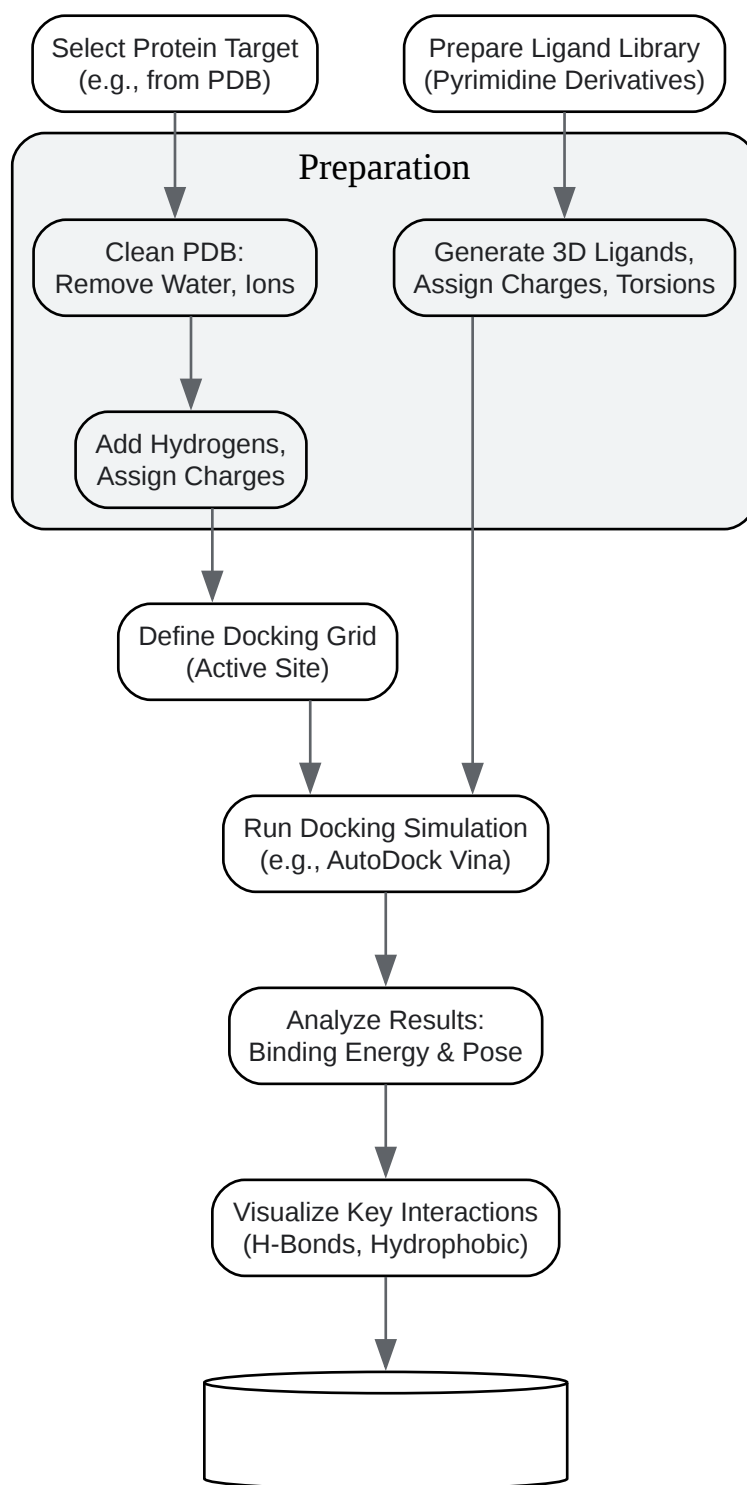 Select Protein Target
(e.g., from PDB)
Prepare Ligand Library
(Pyrimidine Derivatives)
Preparation
Clean PDB:
Remove Water, Ions
Generate 3D Ligands,
Assign Charges, Torsions
Add Hydrogens,
Assign Charges
Define Docking Grid
(Active Site)
Run Docking Simulation
(e.g., AutoDock Vina)
Analyze Results:
Binding Energy & Pose
Visualize Key Interactions
(H-Bonds, Hydrophobic)